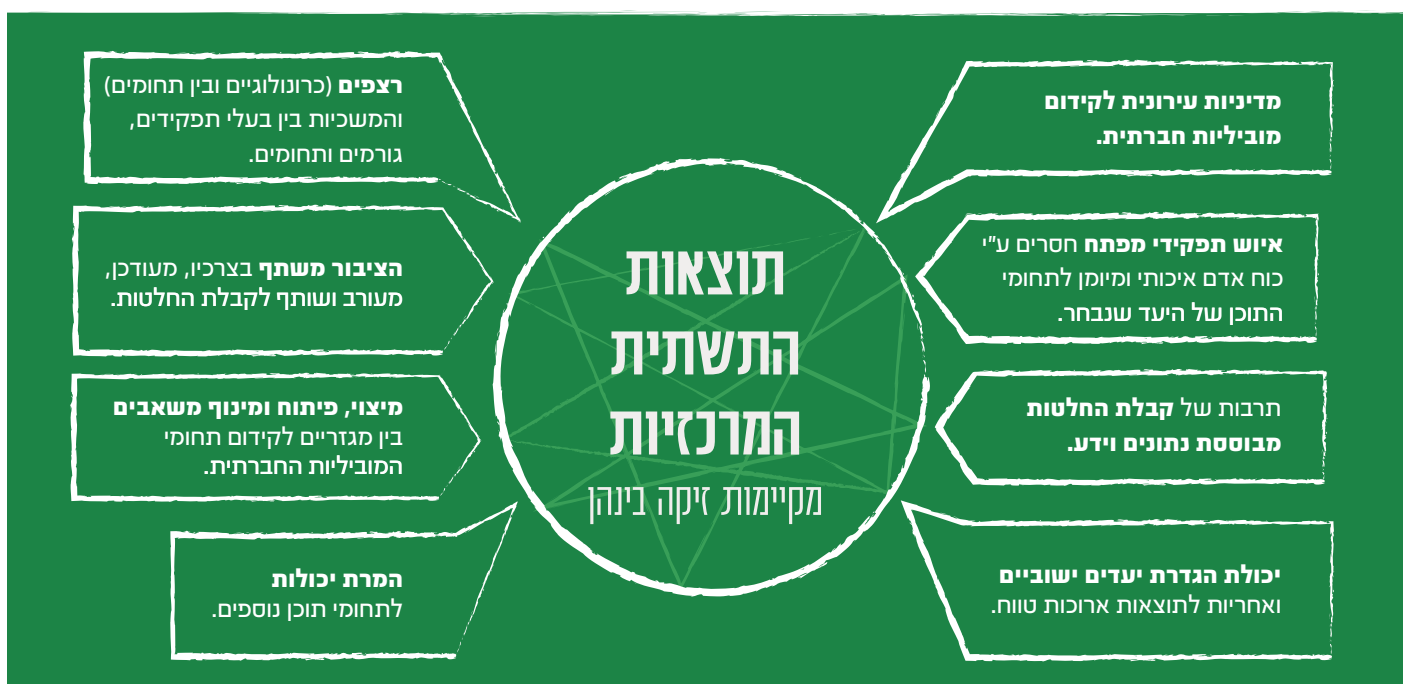 תוצאות
התשתית
המרכזיות
מקיימות זיקה בינהן
מדיניות עירונית לקידום
מוביליות חברתית.
איוש תפקידי מפתח חסרים ע"י
כוח אדם איכותי ומיומן לתחומי
התוכן של היעד שנבחר.
תרבות של קבלת החלטות
מבוססת נתונים וידע.
יכולת הגדרת יעדים ישוביים
ואחריות לתוצאות ארוכות טווח.
רצפים (כרונולוגיים ובין תחומים)
והמשכיות בין בעלי תפקידים,
גורמים ותחומים.
הציבור משתף בצרכיו, מעודכן,
מעורב ושותף לקבלת החלטות.
מיצוי, פיתוח ומינוף משאבים
בין מגזריים לקידום תחומי
המוביליות החברתית.
המרת יכולות
לתחומי תוכן נוספים.